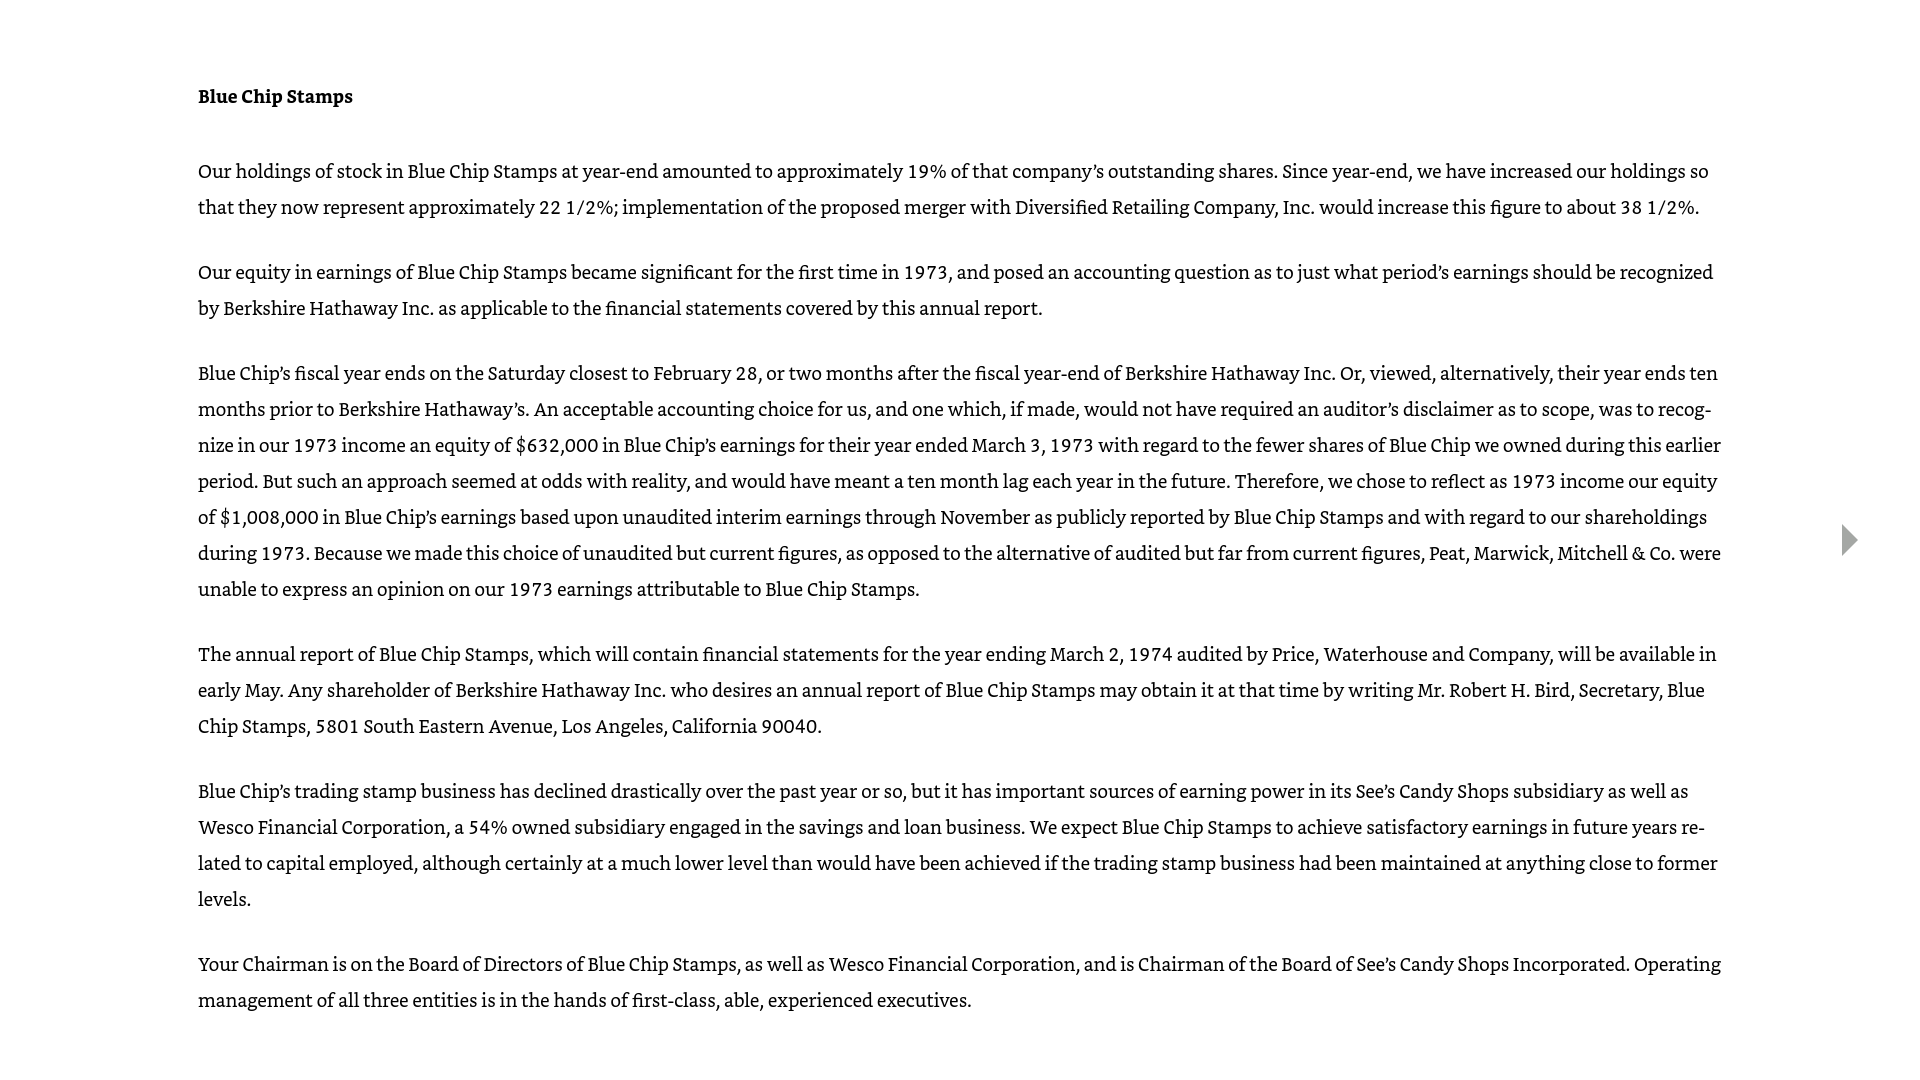 Blue Chip Stamps
Our holdings of stock in Blue Chip Stamps at year-end amounted to approximately 19% of that company’s outstanding shares. Since year-end, we have increased our holdings so
that they now represent approximately 22 1/2%; implementation of the proposed merger with Diversified Retailing Company, Inc. would increase this figure to about 38 1/2%.
Our equity in earnings of Blue Chip Stamps became significant for the first time in 1973, and posed an accounting question as to just what period’s earnings should be recognized
by Berkshire Hathaway Inc. as applicable to the financial statements covered by this annual report.
Blue Chip’s fiscal year ends on the Saturday closest to February 28, or two months after the fiscal year-end of Berkshire Hathaway Inc. Or, viewed, alternatively, their year ends ten
months prior to Berkshire Hathaway’s. An acceptable accounting choice for us, and one which, if made, would not have required an auditor’s disclaimer as to scope, was to recog-
nize in our 1973 income an equity of $632,000 in Blue Chip’s earnings for their year ended March 3, 1973 with regard to the fewer shares of Blue Chip we owned during this earlier
period. But such an approach seemed at odds with reality, and would have meant a ten month lag each year in the future. Therefore, we chose to reflect as 1973 income our equity
of $1,008,000 in Blue Chip’s earnings based upon unaudited interim earnings through November as publicly reported by Blue Chip Stamps and with regard to our shareholdings
during 1973. Because we made this choice of unaudited but current figures, as opposed to the alternative of audited but far from current figures, Peat, Marwick, Mitchell & Co. were
unable to express an opinion on our 1973 earnings attributable to Blue Chip Stamps.
The annual report of Blue Chip Stamps, which will contain financial statements for the year ending March 2, 1974 audited by Price, Waterhouse and Company, will be available in
early May. Any shareholder of Berkshire Hathaway Inc. who desires an annual report of Blue Chip Stamps may obtain it at that time by writing Mr. Robert H. Bird, Secretary, Blue
Chip Stamps, 5801 South Eastern Avenue, Los Angeles, California 90040.
Blue Chip’s trading stamp business has declined drastically over the past year or so, but it has important sources of earning power in its See’s Candy Shops subsidiary as well as
Wesco Financial Corporation, a 54% owned subsidiary engaged in the savings and loan business. We expect Blue Chip Stamps to achieve satisfactory earnings in future years re-
lated to capital employed, although certainly at a much lower level than would have been achieved if the trading stamp business had been maintained at anything close to former
levels.
Your Chairman is on the Board of Directors of Blue Chip Stamps, as well as Wesco Financial Corporation, and is Chairman of the Board of See’s Candy Shops Incorporated. Operating
management of all three entities is in the hands of first-class, able, experienced executives.